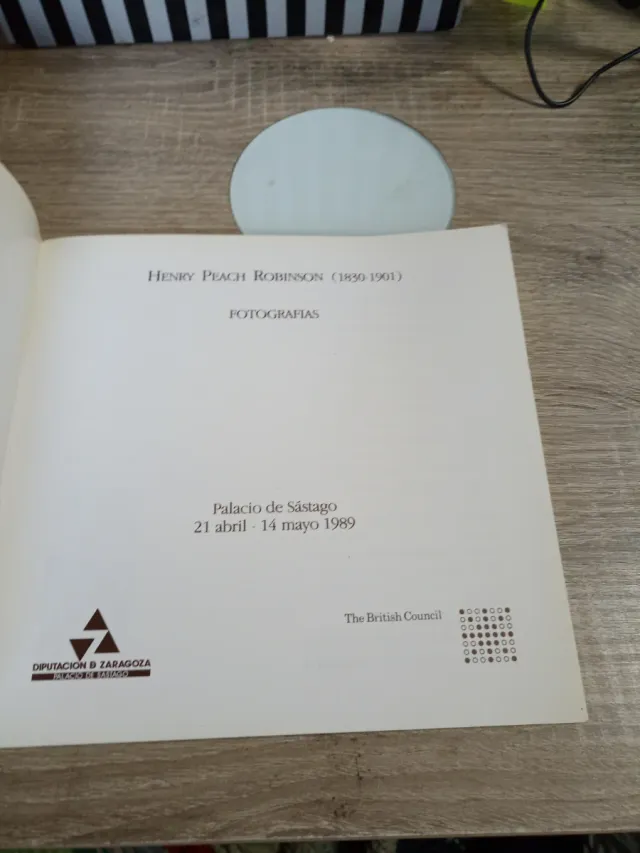 HENRY PEACH ROBINSON (1830-1901)
FOTOGRAFIAS
Palacio de Sástago
21 abril - 14 mayo 1989
The British Council
DIPUTACION D ZARAGOZA
PALACIO DE SASTAGO